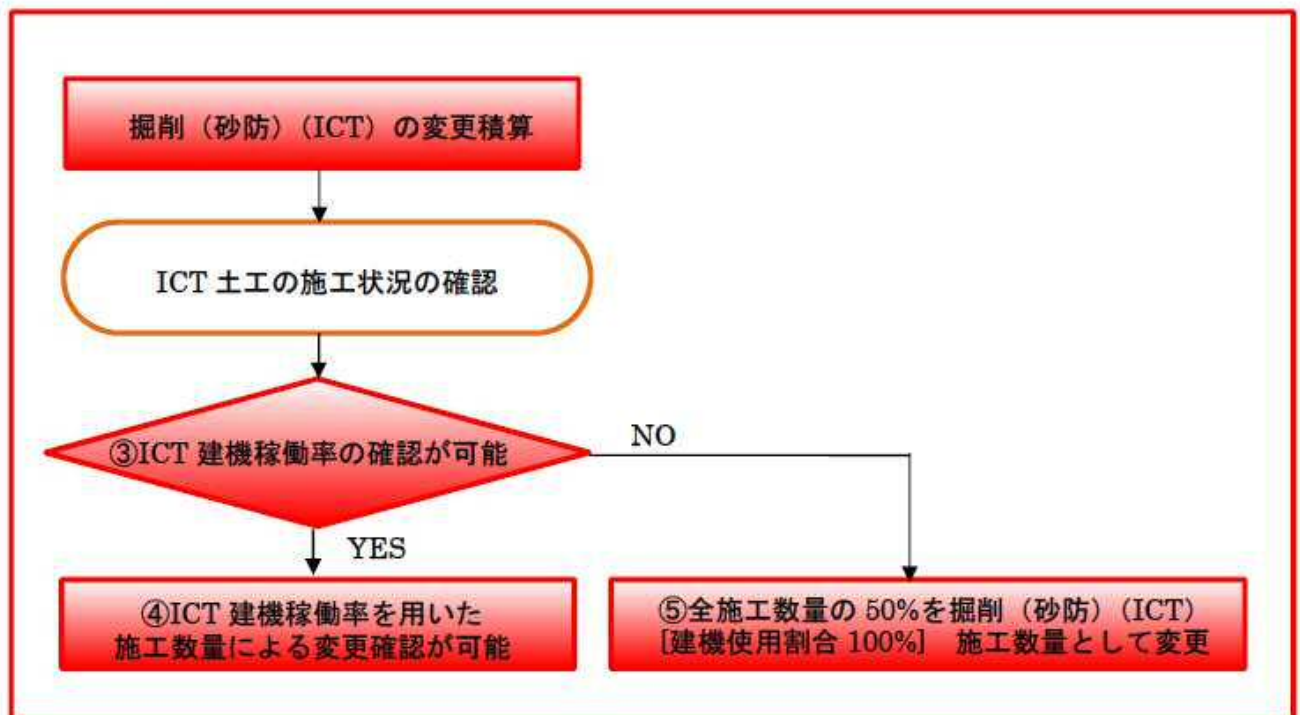 掘削（砂防）（ICT）の変更積算
ICT 土工の施工状況の確認
③ICT 建機稼働率の確認が可能
NO
YES
④ICT 建機稼働率を用いた
施工数量による変更確認が可能
⑤全施工数量の 50%を掘削（砂防）（ICT）
[建機使用割合 100%]　施工数量として変更